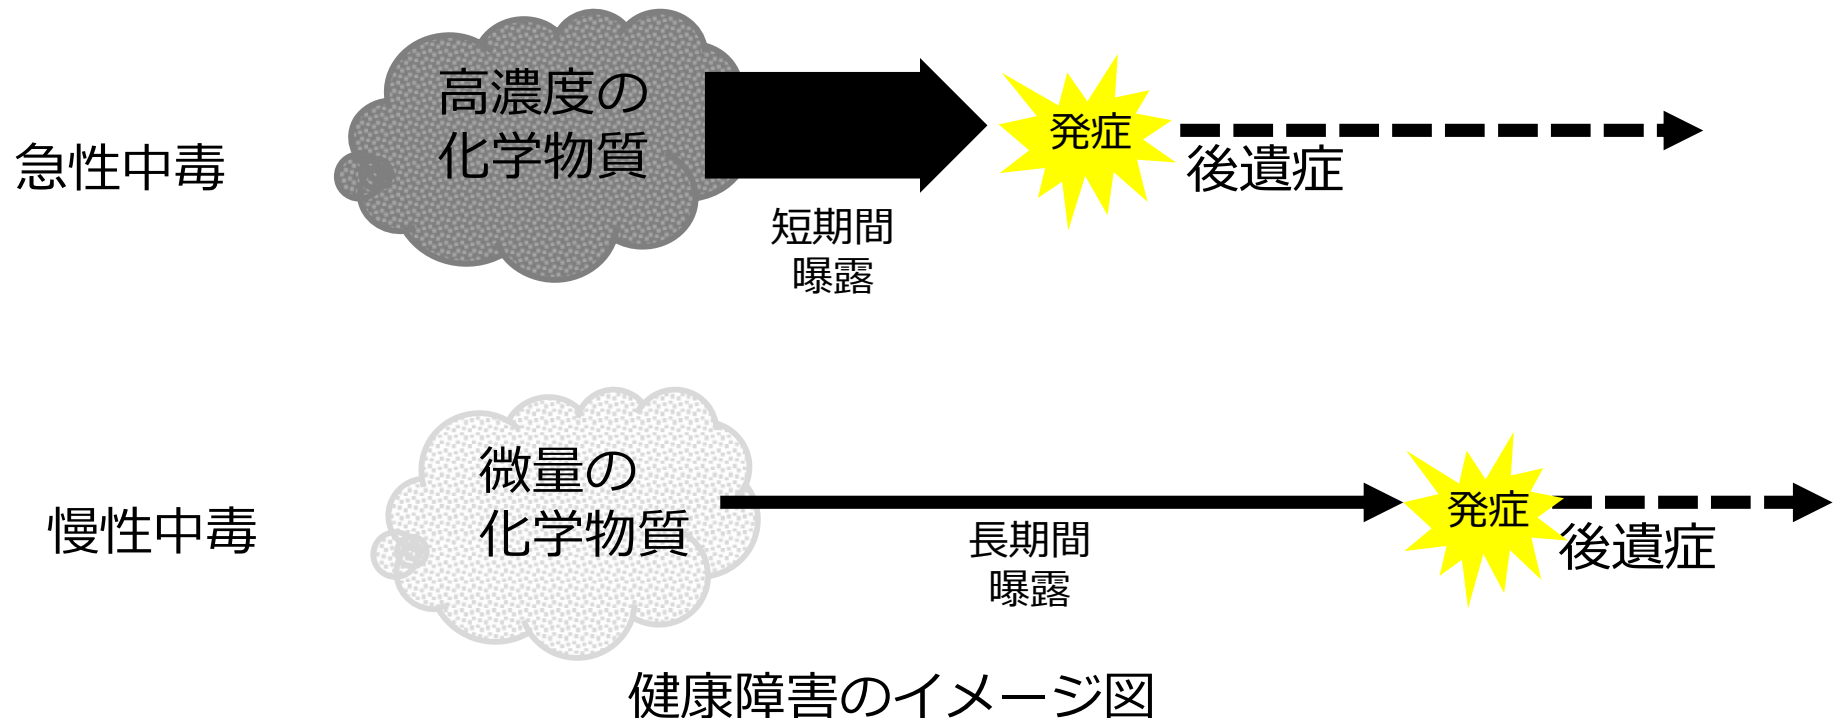 急性中毒
高濃度の
化学物質
短期間
曝露
発症
後遺症
慢性中毒
微量の
化学物質
長期間
曝露
発症
後遺症
健康障害のイメージ図